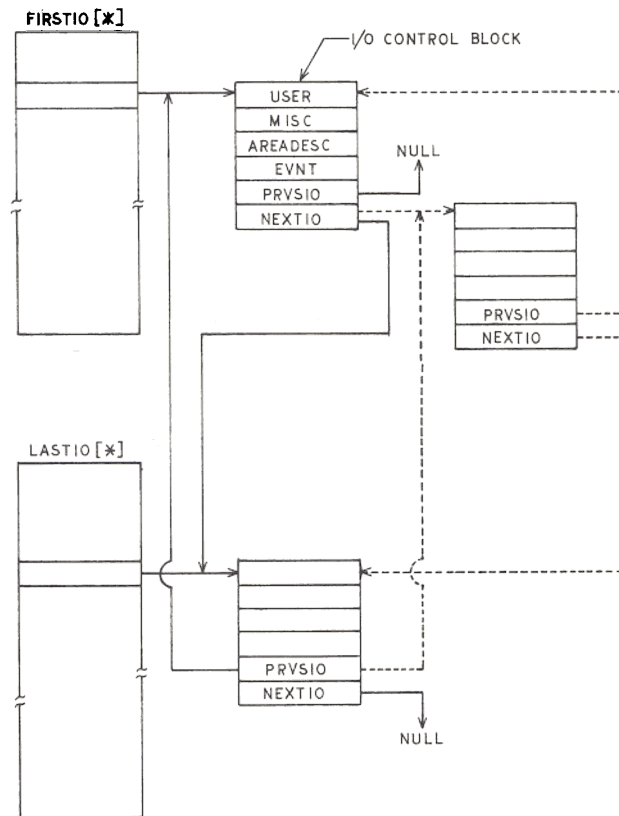 FIRSTIO [*]
I/O CONTROL BLOCK
USER
MISC
AREADESC
EVNT
PRVSIO
NEXTIO
NULL
PRVSIO
NEXTIO
LASTIO [*]
PRVSIO
NEXTIO
NULL